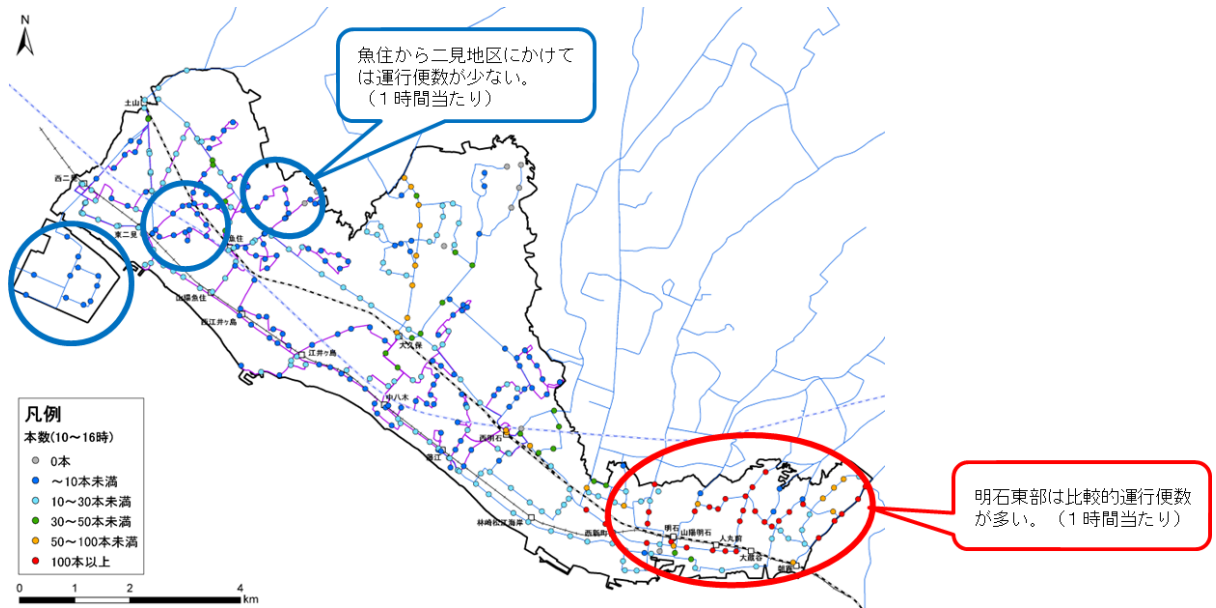 N
魚住から二見地区にかけて
は運行便数が少ない。
(1時間当たり)
土山
西二見
東二見
魚住
山陽魚住
西江井ヶ島
江井ヶ島
大久保
中八木
西明石
藤江
林崎松江海岸
西新町
明石
山陽明石
人丸前
大蔵谷
朝霧
明石東部は比較的運行便数
が多い。(1時間当たり)
凡例
本数(10~16時)
0本
~10本未満
10~30本未満
30~50本未満
50~100本未満
100本以上
0 1 2 4
km